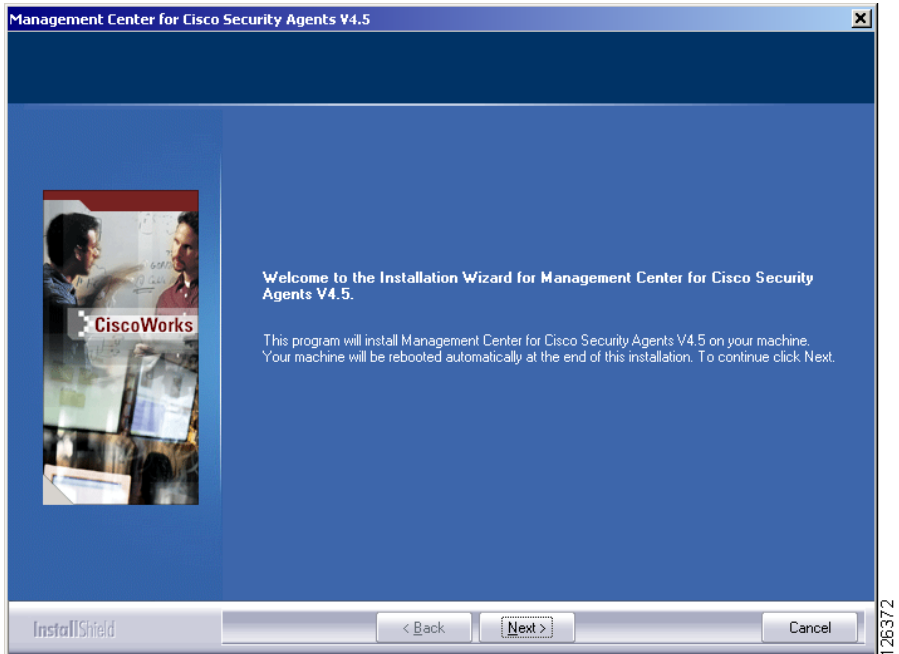 Management Center for Cisco Security Agents V4.5
CiscoWorks
Welcome to the Installation Wizard for Management Center for Cisco Security
Agents V4.5.
This program will install Management Center for Cisco Security Agents V4.5 on your machine.
Your machine will be rebooted automatically at the end of this installation. To continue click Next.
InstallShield
< Back
Next >
Cancel
126372